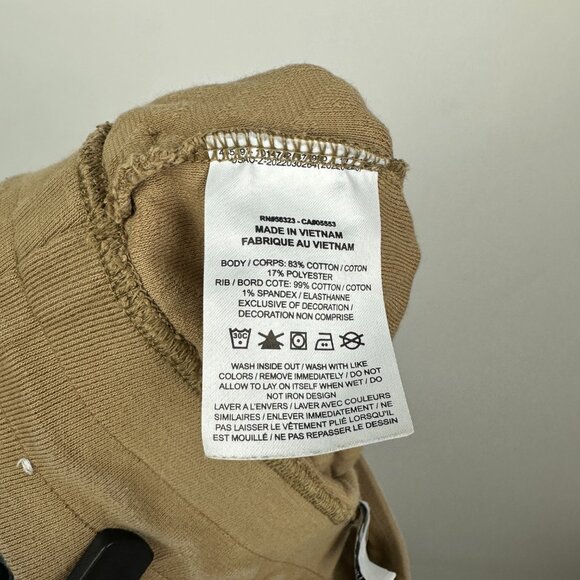 RN#56323 - CA#05553
MADE IN VIETNAM
FABRIQUE AU VIETNAM
BODY / CORPS: 83% COTTON / COTON
17% POLYESTER
RIB / BORD COTE: 99% COTTON / COTON
1% SPANDEX / ELASTHANNE
EXCLUSIVE OF DECORATION /
DECORATION NON COMPRISE
30C
WASH INSIDE OUT / WASH WITH LIKE
COLORS / REMOVE IMMEDIATELY / DO NOT
ALLOW TO LAY ON ITSELF WHEN WET / DO
NOT IRON DESIGN
LAVER A L'ENVERS / LAVER AVEC COULEURS
SIMILAIRES / ENLEVER IMMEDIATEMENT / NE
PAS LAISSER LE VETEMENT PLIÉ LORSQU'IL
EST MOUILLÉ / NE PAS REPASSER LE DESSIN